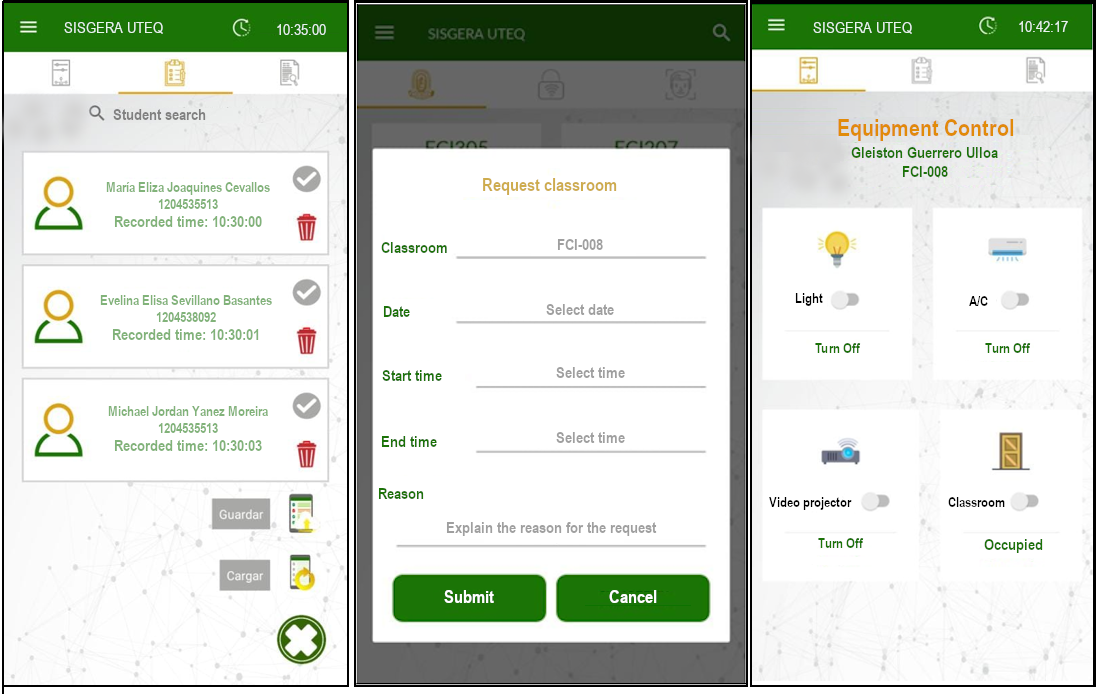 SISGERA UTEQ
10:35:00
Student search
María Eliza Joaquines Cevallos
1204535513
Recorded time: 10:30:00
Evelina Elisa Sevillano Basantes
1204538092
Recorded time: 10:30:01
Michael Jordan Yanez Moreira
1204535513
Recorded time: 10:30:03
Guardar
Cargar
SISGERA UTEQ
FCI305
FCI207
Request classroom
Classroom
FCI-008
Date
Select date
Start time
Select time
End time
Select time
Reason
Explain the reason for the request
Submit
Cancel
SISGERA UTEQ
10:42:17
Equipment Control
Gleiston Guerrero Ulloa
FCI-008
Light
Turn Off
A/C
Turn Off
Video projector
Turn Off
Classroom
Occupied